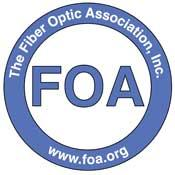 The Fiber Optic Association, Inc.
FOA
www.foa.org